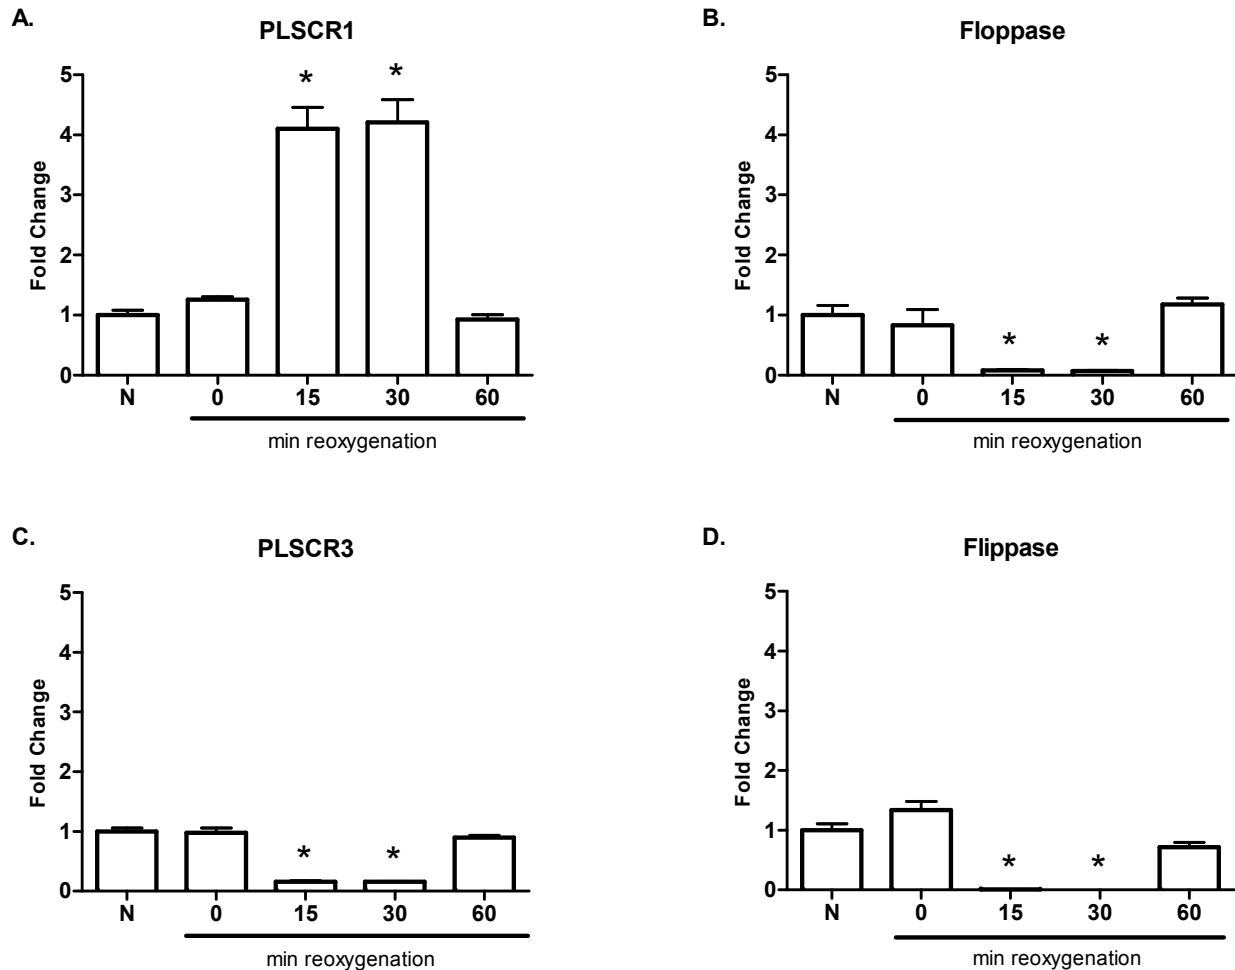 A.
PLSCR1
Fold Change
5
4
3
2
1
0
*
*
N 0 15 30 60
min reoxygenation
B.
Floppase
Fold Change
5
4
3
2
1
0
*
*
N 0 15 30 60
min reoxygenation
C.
PLSCR3
Fold Change
5
4
3
2
1
0
*
*
N 0 15 30 60
min reoxygenation
D.
Flippase
Fold Change
5
4
3
2
1
0
*
*
N 0 15 30 60
min reoxygenation